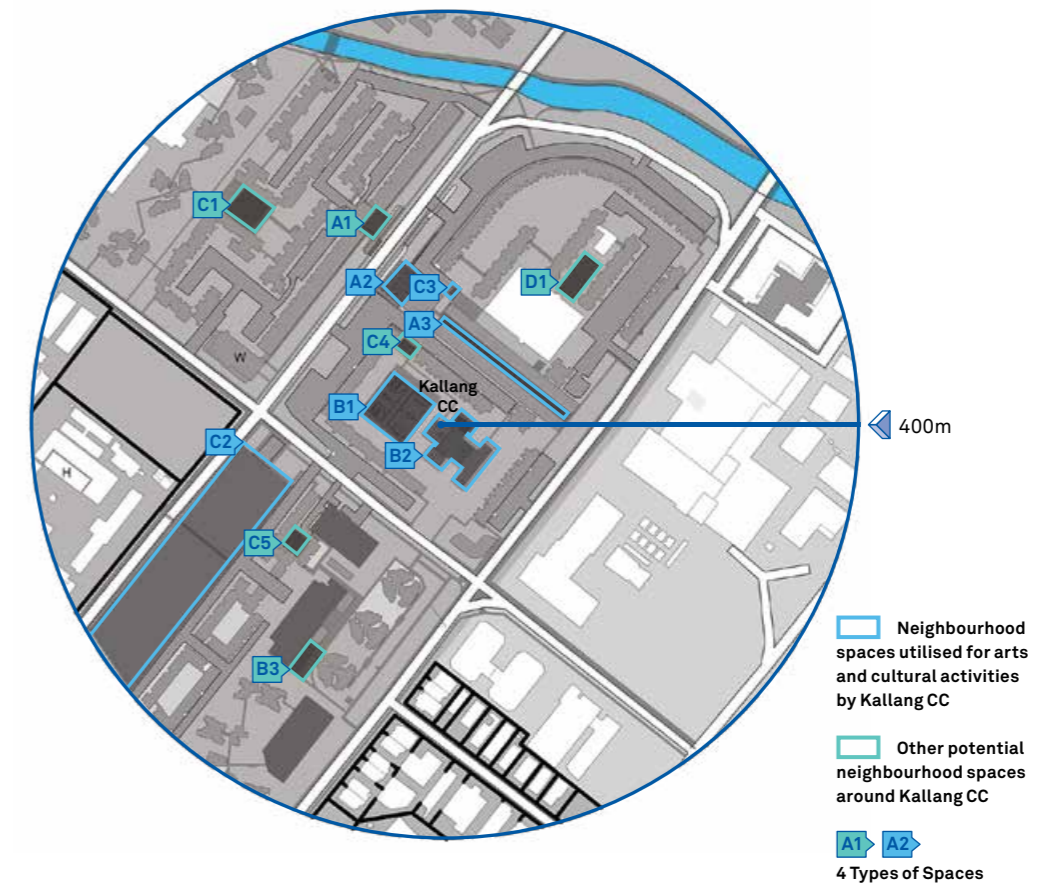 C1
A1
A2
C3
D1
A3
C4
Kallang
CC
B1
400m
C2
B2
W
H
C5
B3
Neighbourhood
spaces utilised for arts
and cultural activities
by Kallang CC
Other potential
neighbourhood spaces
around Kallang CC
A1 A2
4 Types of Spaces